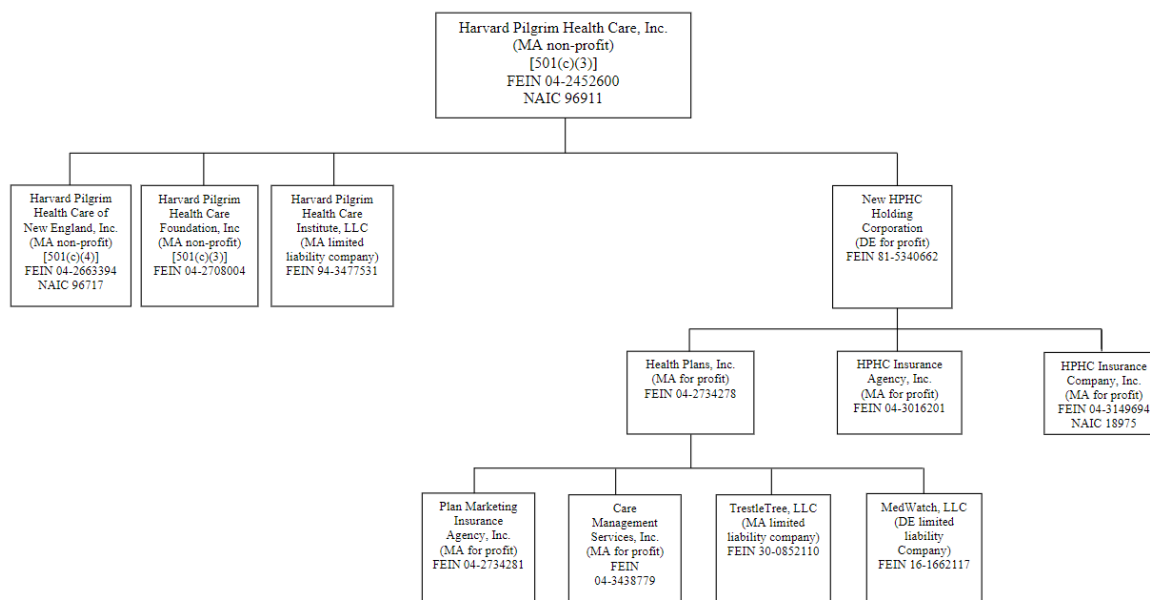 Harvard Pilgrim Health Care, Inc.
(MA non-profit)
[501(c)(3)]
FEIN 04-2452600
NAIC 96911
Harvard Pilgrim
Health Care of
New England, Inc.
(MA non-profit)
[501(c)(4)]
FEIN 04-2663394
NAIC 96717
Harvard Pilgrim
Health Care
Foundation, Inc
(MA non-profit)
[501(c)(3)]
FEIN 04-2708004
Harvard Pilgrim
Health Care
Institute, LLC
(MA limited
liability company)
FEIN 94-3477531
New HPHC
Holding
Corporation
(DE for profit)
FEIN 81-5340662
Health Plans, Inc.
(MA for profit)
FEIN 04-2734278
HPHC Insurance
Agency, Inc.
(MA for profit)
FEIN 04-3016201
HPHC Insurance
Company, Inc.
(MA for profit)
FEIN 04-3149694
NAIC 18975
Plan Marketing
Insurance
Agency, Inc.
(MA for profit)
FEIN 04-2734281
Care
Management
Services, Inc.
(MA for profit)
FEIN
04-3438779
TrestleTree, LLC
(MA limited
liability company)
FEIN 30-0852110
MedWatch, LLC
(DE limited
liability
Company)
FEIN 16-1662117